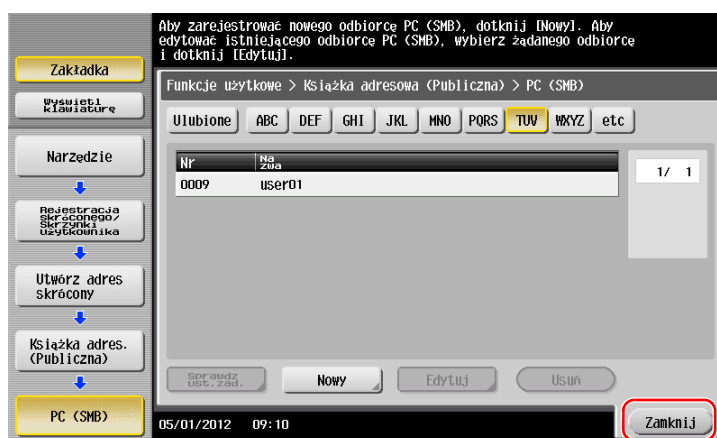 Aby zarejestrować nowego odbiorcę PC (SMB), dotknij [Nowy]. Aby
edytować istniejącego odbiorcę PC (SMB), wybierz żądanego odbiorcę
i dotknij [Edytuj].
Zakładka
Wyświetl
klawiaturę
Narzędzie
Rejestracja
skróconego/
Skrzynki
użytkownika
Utwórz adres
skrócony
Książka adres.
(Publiczna)
PC (SMB)
Funkcje użytkowe > Książka adresowa (Publiczna) > PC (SMB)
Ulubione ABC DEF GHI JKL MNO PQRS TUV WXYZ etc
Nr Na
zwa
0009 user01
1/ 1
Sprawdz
ust.zad.
Nowy Edytuj Usuń
05/01/2012 09:10
Zamknij